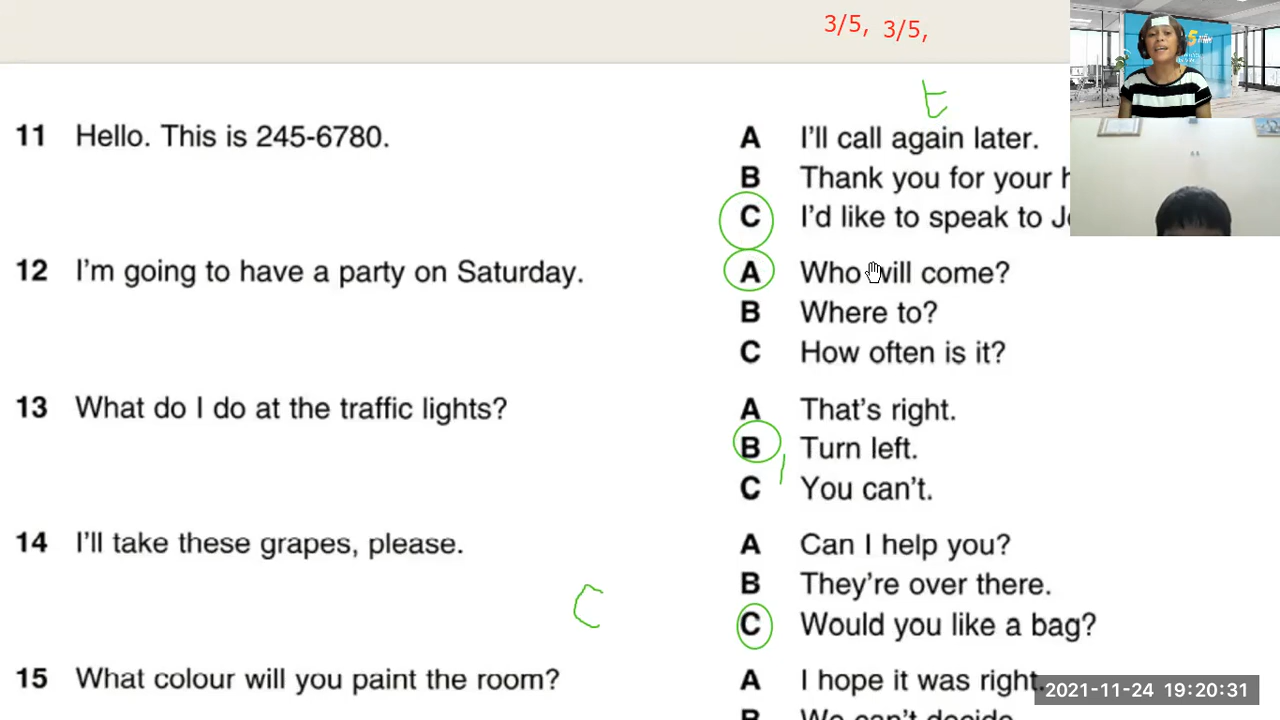 3/5, 3/5,
t
11 Hello. This is 245-6780.
A I'll call again later.
B Thank you for your
C I'd like to speak to
12 I'm going to have a party on Saturday.
A Who will come?
B Where to?
C How often is it?
13 What do I do at the traffic lights?
A That's right.
B Turn left.
C You can't.
14 I'll take these grapes, please.
A Can I help you?
B They're over there.
C Would you like a bag?
C
15 What colour will you paint the room?
A I hope it was right.
B We can't decide.
2021-11-24 19:20:31